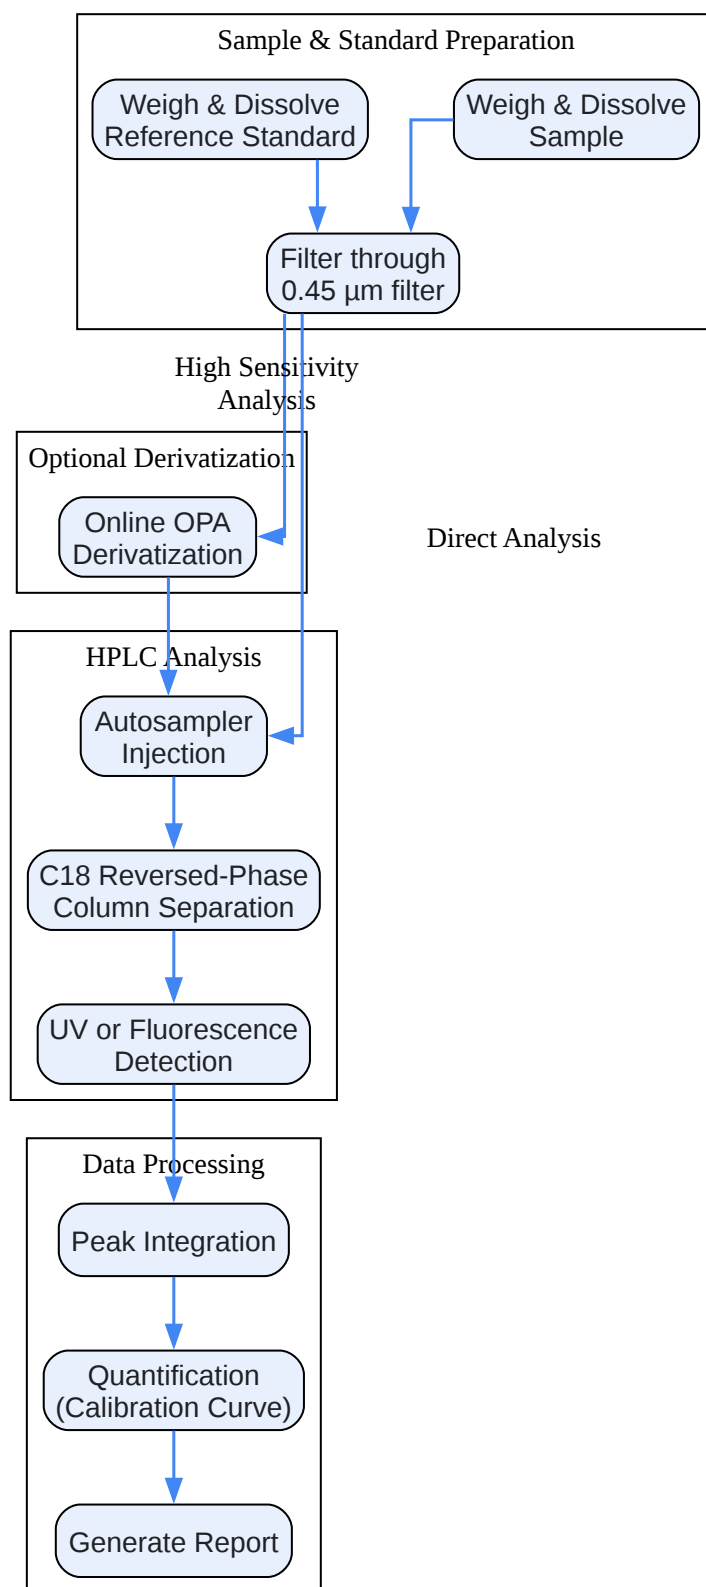 Sample & Standard Preparation
Weigh & Dissolve
Reference Standard
Weigh & Dissolve
Sample
Filter through
0.45 µm filter
High Sensitivity
Analysis
Optional Derivatization
Online OPA
Derivatization
Direct Analysis
HPLC Analysis
Autosampler
Injection
C18 Reversed-Phase
Column Separation
UV or Fluorescence
Detection
Data Processing
Peak Integration
Quantification
(Calibration Curve)
Generate Report